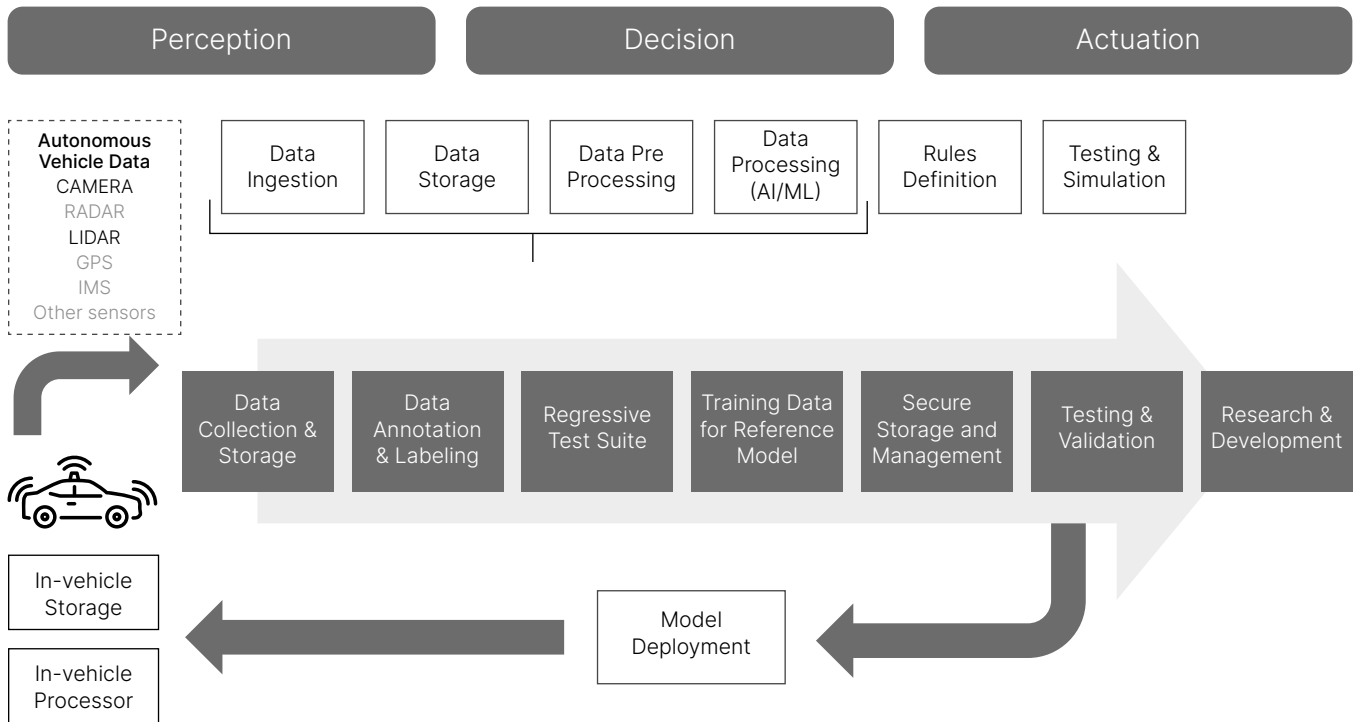 Perception
Decision
Actuation
Autonomous
Vehicle Data
CAMERA
RADAR
LIDAR
GPS
IMS
Other sensors
Data
Ingestion
Data
Storage
Data Pre
Processing
Data
Processing
(AI/ML)
Rules
Definition
Testing &
Simulation
Data
Collection &
Storage
Data
Annotation
& Labeling
Regressive
Test Suite
Training Data
for Reference
Model
Secure
Storage and
Management
Testing &
Validation
Research &
Development
In-vehicle
Storage
In-vehicle
Processor
Model
Deployment